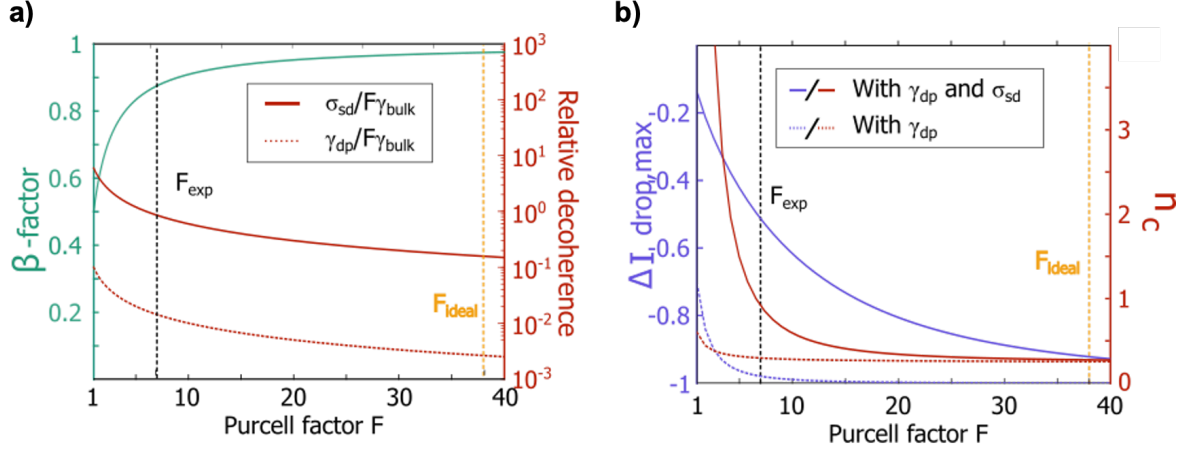 a)
1
0.8
0.6
0.4
0.2
β-factor
10³
10²
10¹
10⁰
10⁻¹
10⁻²
10⁻³
Relative decoherence
σsd/Fγbulk
γdp/Fγbulk
Fexp
FIdeal
1
10
20
30
40
Purcell factor F
b)
-0.2
-0.4
-0.6
-0.8
-1
ΔI, drop,max
3
2
1
0
nc
With γdp and σsd
With γdp
Fexp
FIdeal
1
10
20
30
40
Purcell factor F